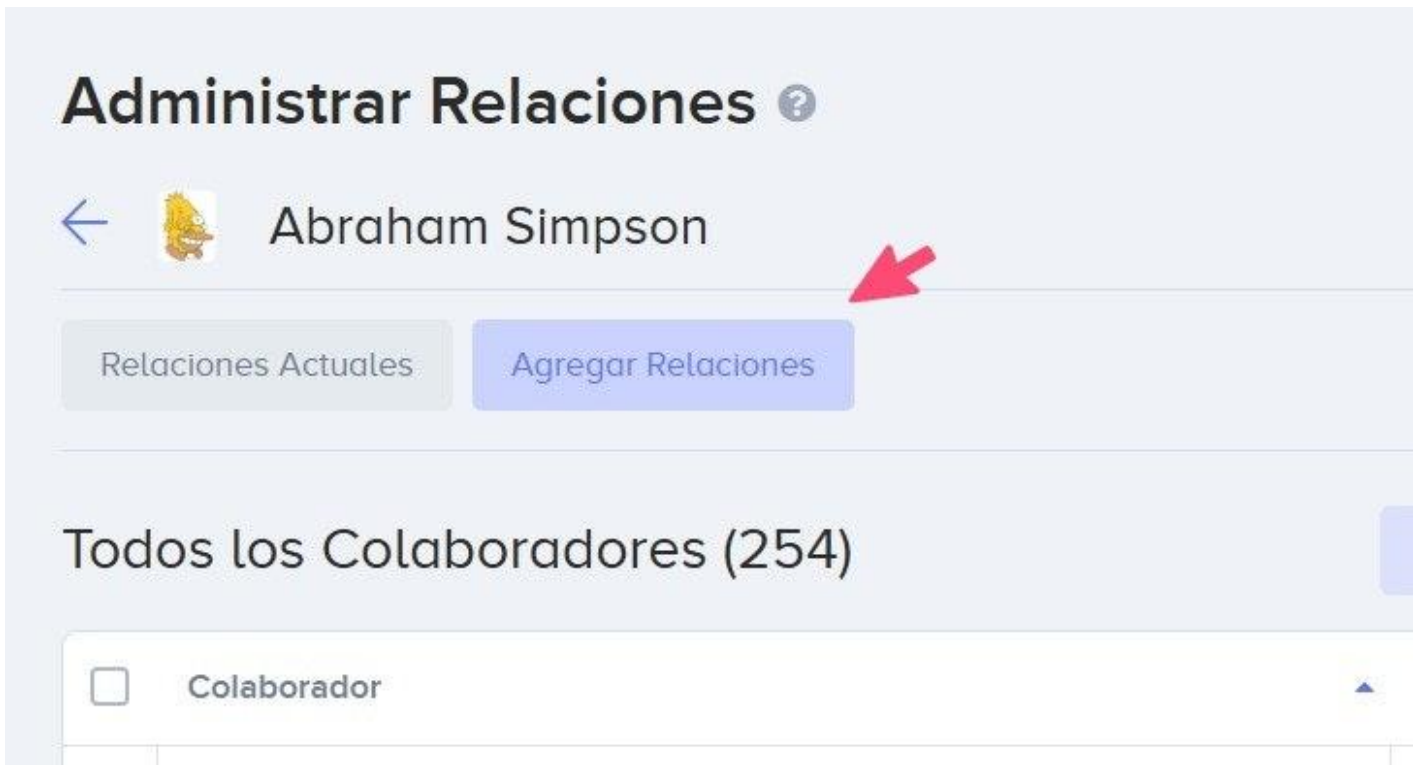 Administrar Relaciones
Abraham Simpson
Relaciones Actuales
Agregar Relaciones
Todos los Colaboradores (254)
Colaborador